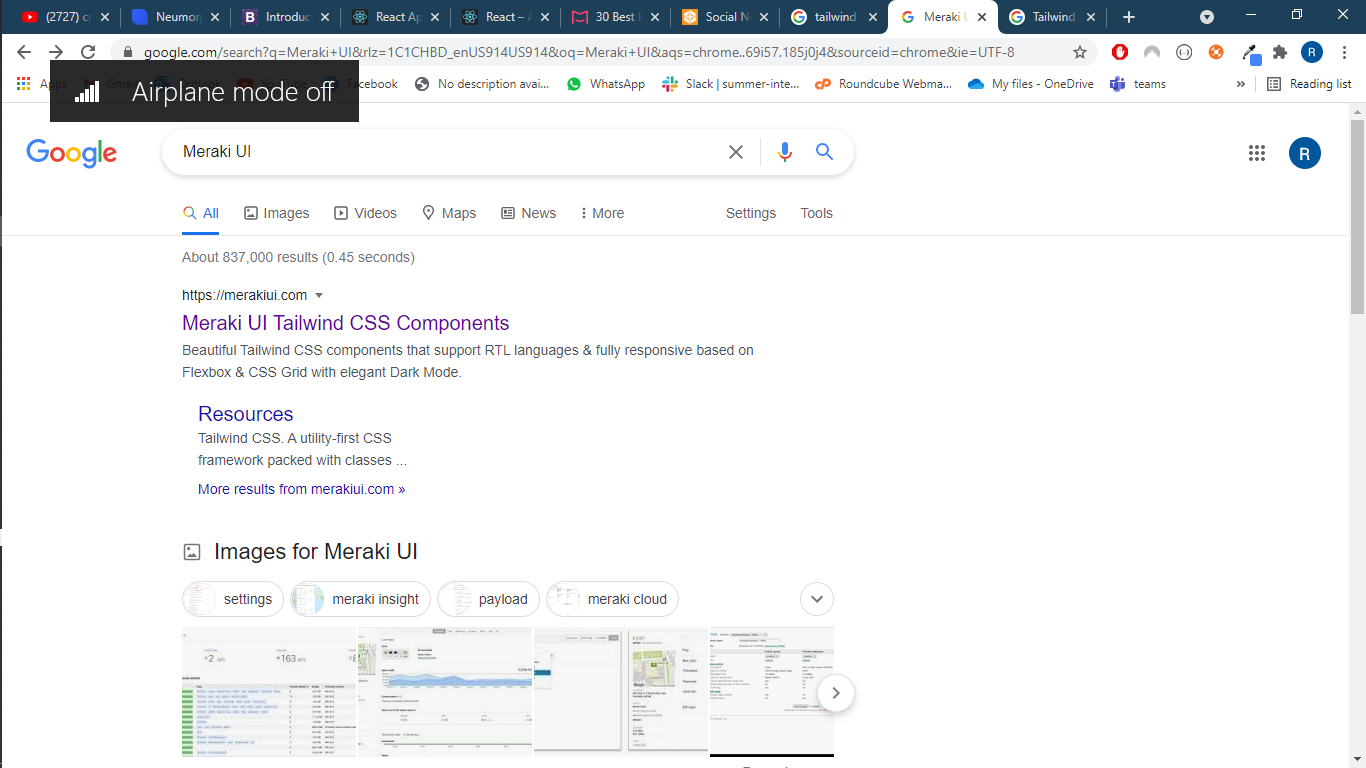 (2727) cr
Neumorp
Introduc
React Ap
React – A
30 Best B
Social N
tailwind
Meraki U
Tailwind
google.com/search?q=Meraki+UI&rlz=1C1CHBD_enUS914US914&oq=Meraki+UI&aqs=chrome..69i57.185j0j4&sourceid=chrome&ie=UTF-8
R
Facebook
No description avai...
WhatsApp
Slack | summer-inte...
Roundcube Webma...
My files - OneDrive
teams
»
Reading list
Airplane mode off
Google
Meraki UI
R
All
Images
Videos
Maps
News
More
Settings
Tools
About 837,000 results (0.45 seconds)
https://merakiui.com
Meraki UI Tailwind CSS Components
Beautiful Tailwind CSS components that support RTL languages & fully responsive based on
Flexbox & CSS Grid with elegant Dark Mode.
Resources
Tailwind CSS. A utility-first CSS
framework packed with classes ...
More results from merakiui.com »
Images for Meraki UI
settings
meraki insight
payload
meraki cloud
2
163